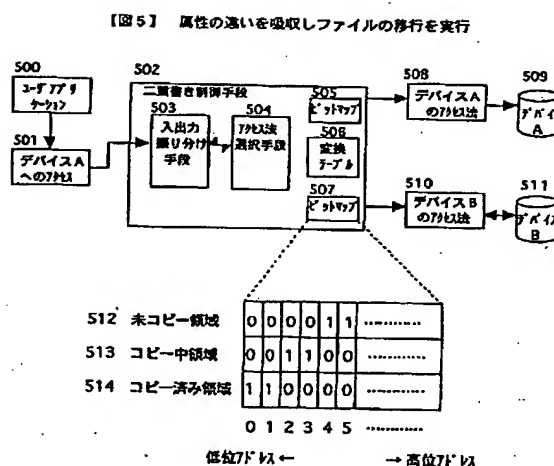 【図5】 属性の違いを吸収しファイルの移行を実行
500
ユーザアプリ
ケーション
501
デバイスA
へのアクセス
502
二重書き制御手段
503
入出力
振り分け
手段
504
アクセス法
選択手段
505
ビットマップ
506
変換
テーブル
507
ビットマップ
508
デバイスA
のアクセス法
509
デバイス
A
510
デバイスB
のアクセス法
511
デバイス
B
512 未コピー領域 0 0 0 0 1 1 …………
513 コピー中領域 0 0 1 1 0 0 …………
514 コピー済み領域 1 1 0 0 0 0 …………
0 1 2 3 4 5 …………
低位アドレス ← → 高位アドレス